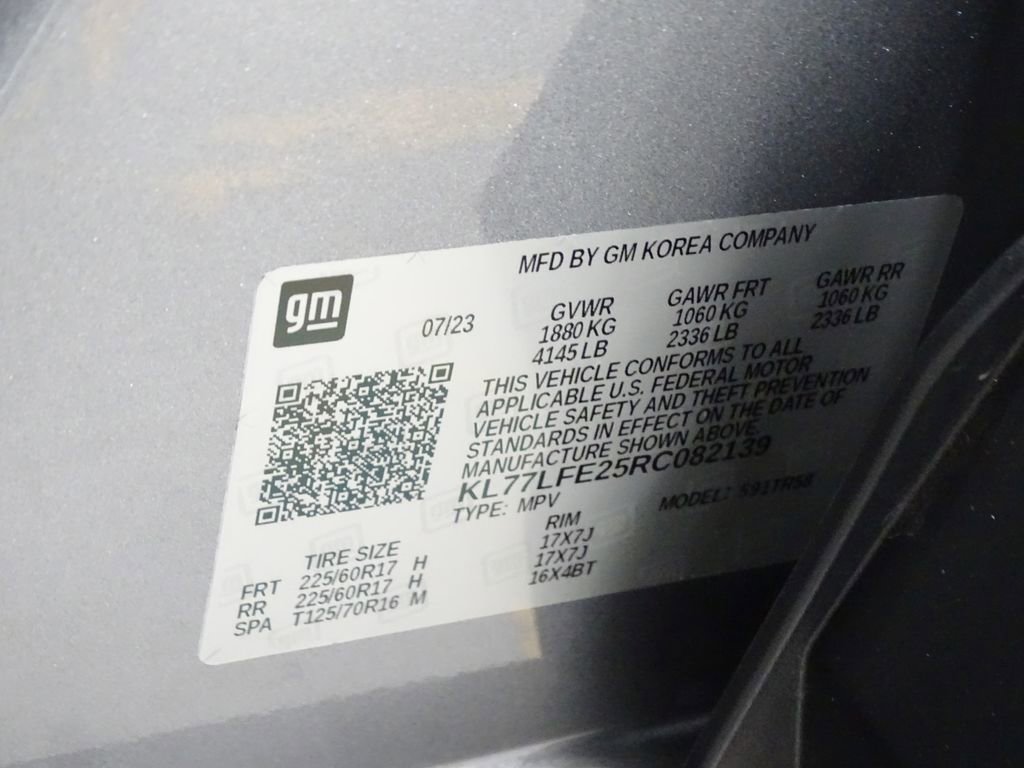 gm
07/23
MFD BY GM KOREA COMPANY
GVWR GAWR FRT GAWR RR
1880 KG 1060 KG 1060 KG
4145 LB 2336 LB 2336 LB
THIS VEHICLE CONFORMS TO ALL
APPLICABLE U.S. FEDERAL MOTOR
VEHICLE SAFETY AND THEFT PREVENTION
STANDARDS IN EFFECT ON THE DATE OF
MANUFACTURE SHOWN ABOVE.
KL77LFE25RC082139
TYPE: MPV MODEL:
TIRE SIZE RIM
FRT 225/60R17 H 17X7J
RR 225/60R17 H 17X7J
SPA T125/70R16 M 16X4BT